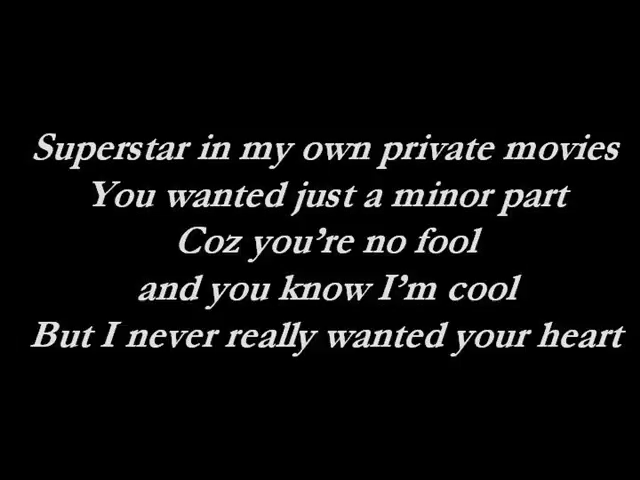 Superstar in my own private movies
You wanted just a minor part
Coz you're no fool
and you know I'm cool
But I never really wanted your heart